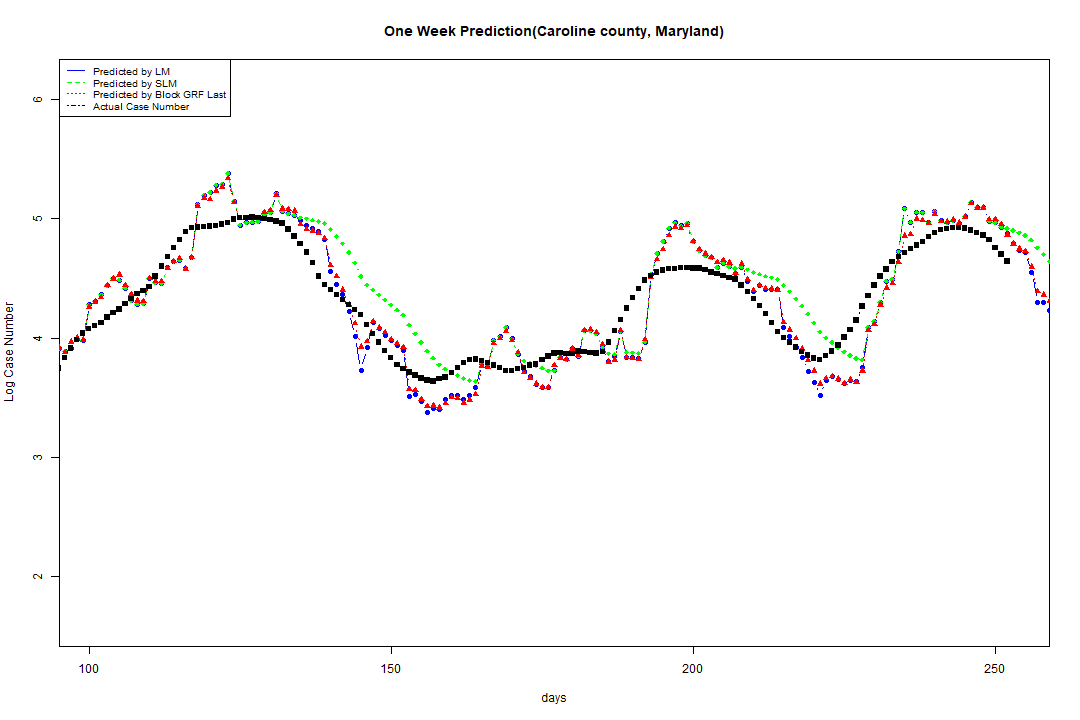 One Week Prediction(Caroline county, Maryland)
Predicted by LM
Predicted by SLM
Predicted by Block GRF Last
Actual Case Number
6
5
4
3
2
Log Case Number
100 150 200 250
days